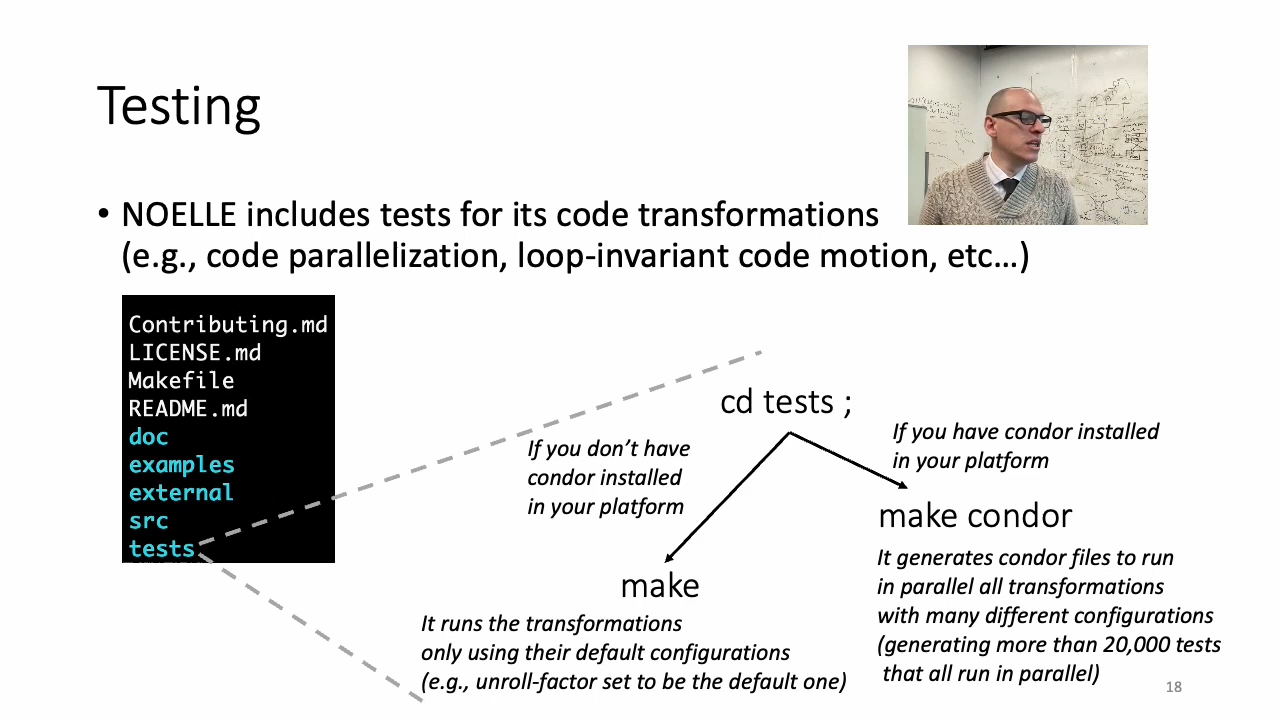 Testing
• NOELLE includes tests for its code transformations
(e.g., code parallelization, loop-invariant code motion, etc…)
Contributing.md
LICENSE.md
Makefile
README.md
doc
examples
external
src
tests
cd tests ;
If you don’t have
condor installed
in your platform
If you have condor installed
in your platform
make
It runs the transformations
only using their default configurations
(e.g., unroll-factor set to be the default one)
make condor
It generates condor files to run
in parallel all transformations
with many different configurations
(generating more than 20,000 tests
that all run in parallel)
18